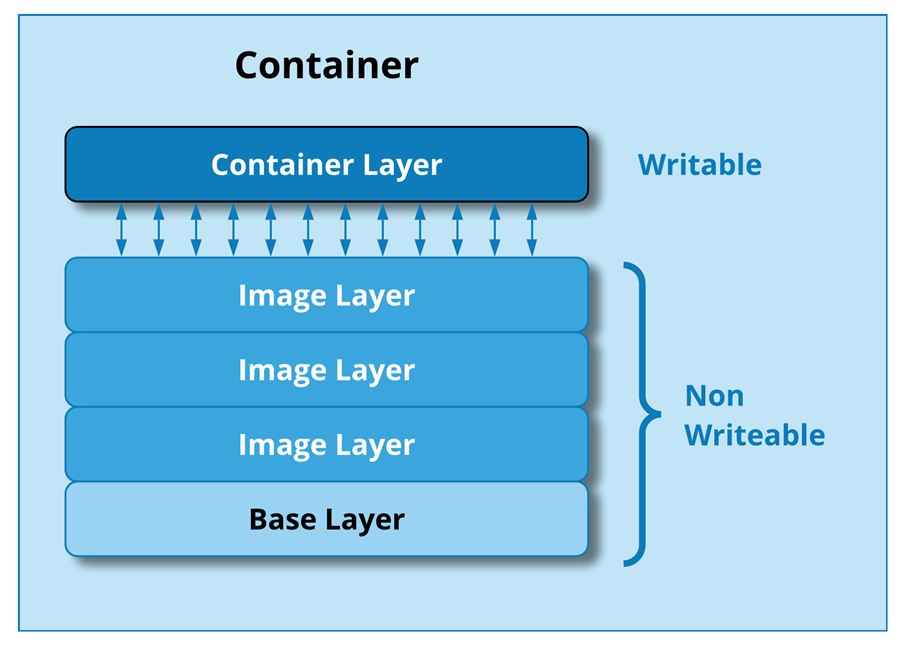 Container
Container Layer
Writable
Image Layer
Image Layer
Image Layer
Base Layer
Non
Writeable